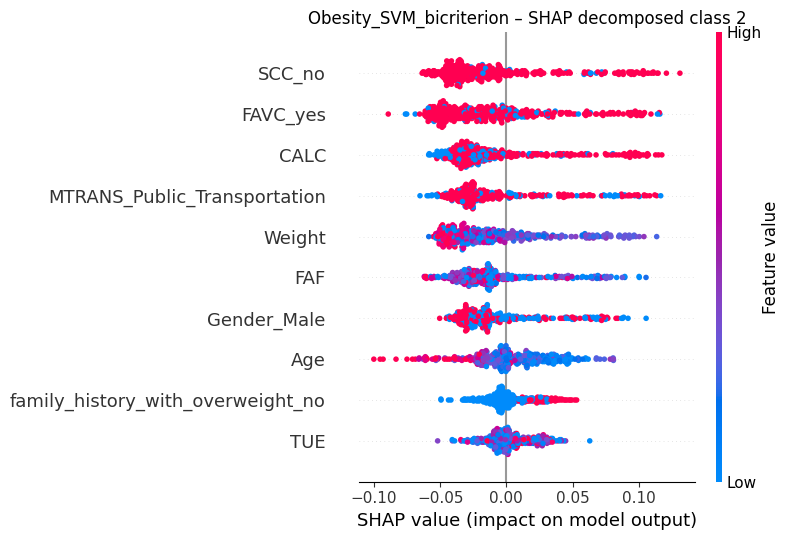 Obesity_SVM_bicriterion – SHAP decomposed class 2
High
SCC_no
FAVC_yes
CALC
MTRANS_Public_Transportation
Weight
FAF
Gender_Male
Age
family_history_with_overweight_no
TUE
Feature value
Low
−0.10 −0.05 0.00 0.05 0.10
SHAP value (impact on model output)